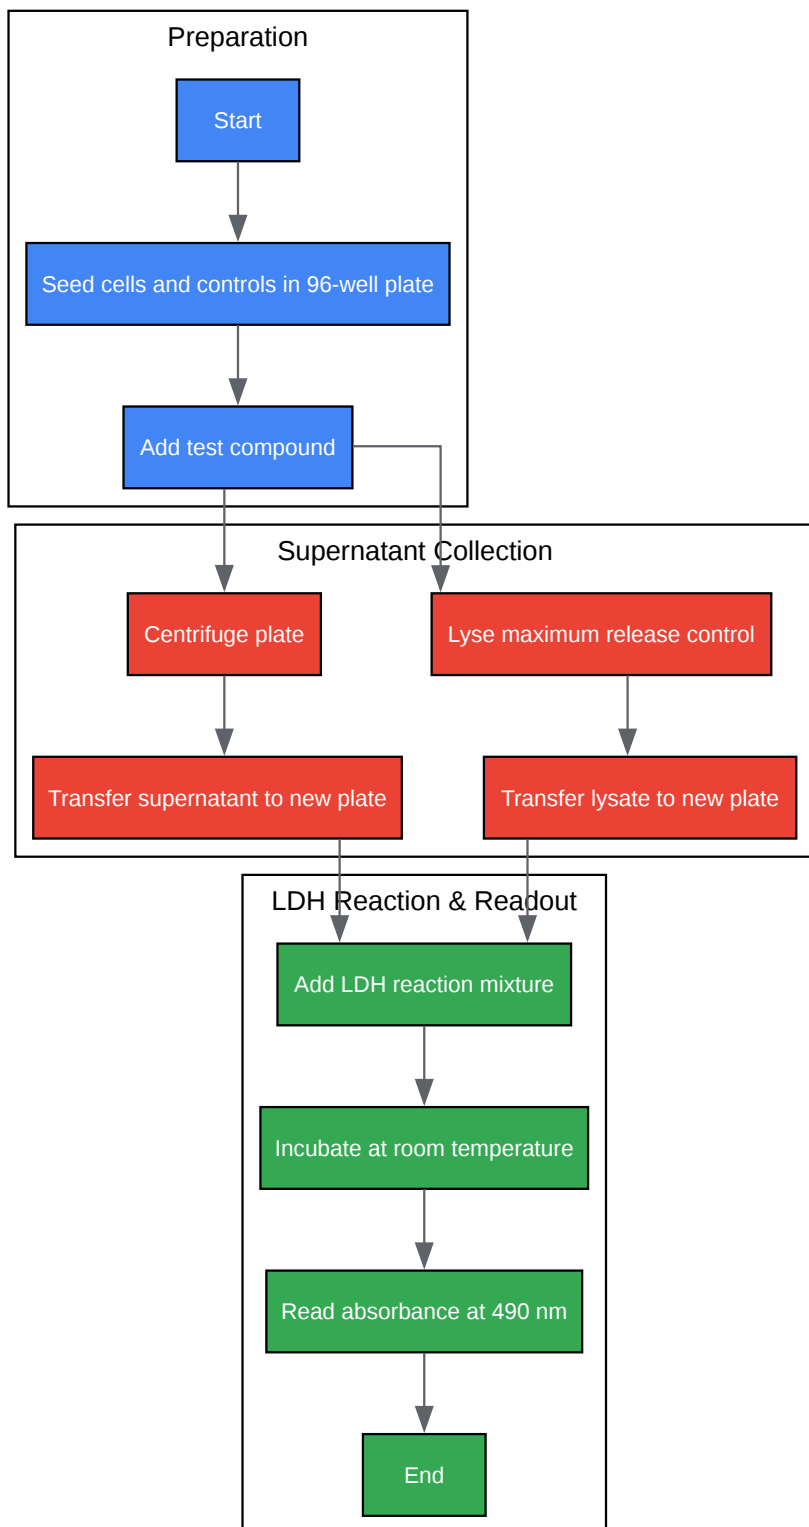 Preparation
Start
Seed cells and controls in 96-well plate
Add test compound
Supernatant Collection
Centrifuge plate
Lyse maximum release control
Transfer supernatant to new plate
Transfer lysate to new plate
LDH Reaction & Readout
Add LDH reaction mixture
Incubate at room temperature
Read absorbance at 490 nm
End